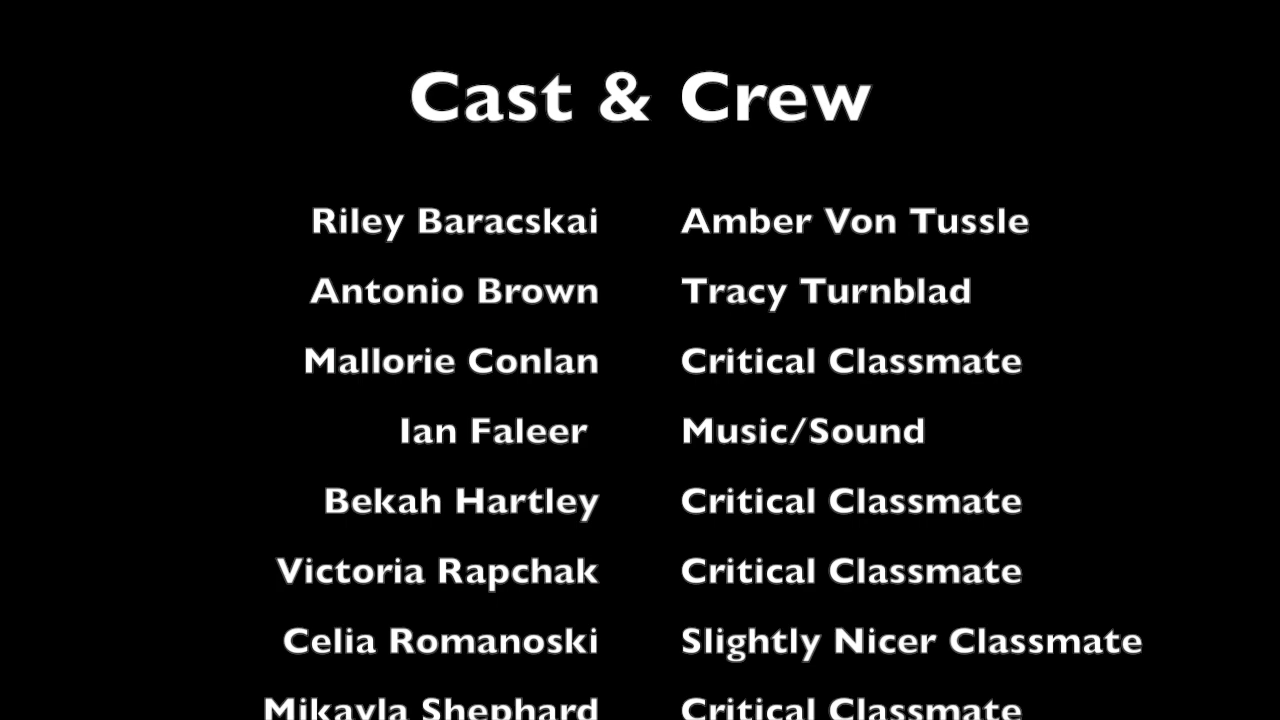 Cast & Crew
Riley Baracskai Amber Von Tussle
Antonio Brown Tracy Turnblad
Mallorie Conlan Critical Classmate
Ian Faleer Music/Sound
Bekah Hartley Critical Classmate
Victoria Rapchak Critical Classmate
Celia Romanoski Slightly Nicer Classmate
Mikayla Shephard Critical Classmate